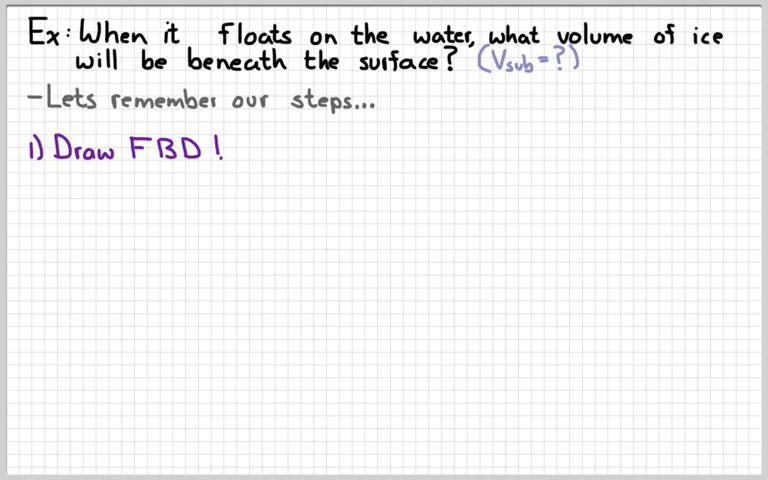 Ex: When it floats on the water, what volume of ice
will be beneath the surface? (Vsub=?)
-Lets remember our steps...
1) Draw FBD!